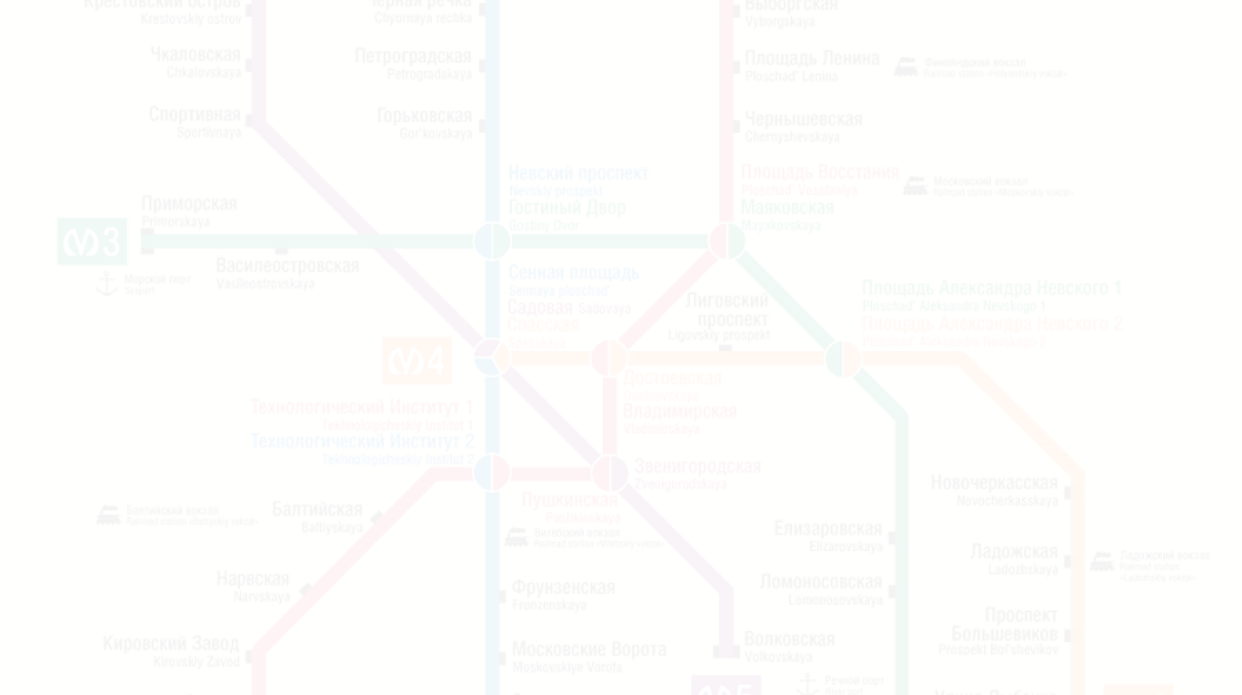 Крестовский остров
Krestovskiy ostrov
Чёрная речка
Chyornaya rechka
Выборгская
Vyborgskaya
Чкаловская
Chkalovskaya
Петроградская
Petrogradskaya
Площадь Ленина
Ploschad' Lenina
Финляндский вокзал
Спортивная
Sportivnaya
Горьковская
Gor'kovskaya
Чернышевская
Chernyshevskaya
Невский проспект
Nevskiy prospekt
Гостиный Двор
Gostiny Dvor
Площадь Восстания
Ploschad' Vosstaniya
Маяковская
Mayakovskaya
Московский вокзал
Приморская
Primorskaya
3
Василеостровская
Vasileostrovskaya
Морской порт
Seaport
Сенная площадь
Sennaya ploschad'
Садовая Sadovaya
Спасская
Spasskaya
Лиговский
проспект
Ligovskiy prospekt
Площадь Александра Невского 1
Ploschad' Aleksandra Nevskogo 1
Площадь Александра Невского 2
Ploschad' Aleksandra Nevskogo 2
4
Достоевская
Dostoevskaya
Владимирская
Vladimirskaya
Технологический Институт 1
Tekhnologicheskiy Institut 1
Технологический Институт 2
Tekhnologicheskiy Institut 2
Звенигородская
Zvenigorodskaya
Пушкинская
Pushkinskaya
Витебский вокзал
Балтийский вокзал
Балтийская
Baltiyskaya
Новочеркасская
Novocherkasskaya
Елизаровская
Elizarovskaya
Ладожская
Ladozhskaya
Ладожский вокзал
Нарвская
Narvskaya
Фрунзенская
Frunzenskaya
Ломоносовская
Lomonosovskaya
Проспект
Большевиков
Prospekt Bol'shevikov
Кировский Завод
Kirovskiy Zavod
Московские Ворота
Moskovskiye Vorota
Волковская
Volkovskaya
Речной порт
5